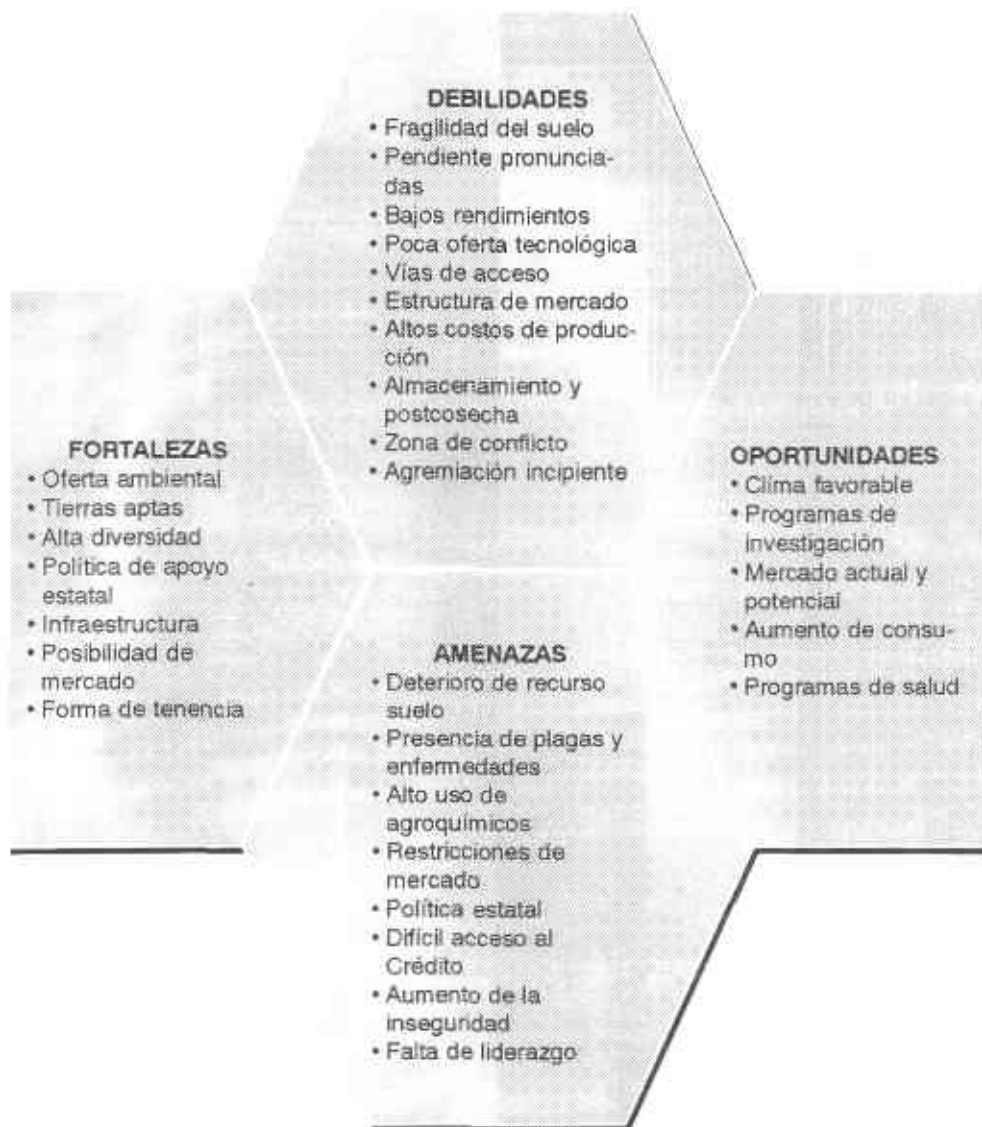 DEBILIDADES
• Fragilidad del suelo
• Pendiente pronuncia-
das
• Bajos rendimientos
• Poca oferta tecnológica
• Vías de acceso
• Estructura de mercado
• Altos costos de produc-
ción
• Almacenamiento y
postcosecha
• Zona de conflicto
• Agremiación incipiente
FORTALEZAS
• Oferta ambiental
• Tierras aptas
• Alta diversidad
• Política de apoyo
estatal
• Infraestructura
• Posibilidad de
mercado
• Forma de tenencia
OPORTUNIDADES
• Clima favorable
• Programas de
investigación
• Mercado actual y
potencial
• Aumento de consu-
mo
• Programas de salud
AMENAZAS
• Deterioro de recurso
suelo
• Presencia de plagas y
enfermedades
• Alto uso de
agroquímicos
• Restricciones de
mercado
• Política estatal
• Difícil acceso al
Crédito
• Aumento de la
inseguridad
• Falta de liderazgo